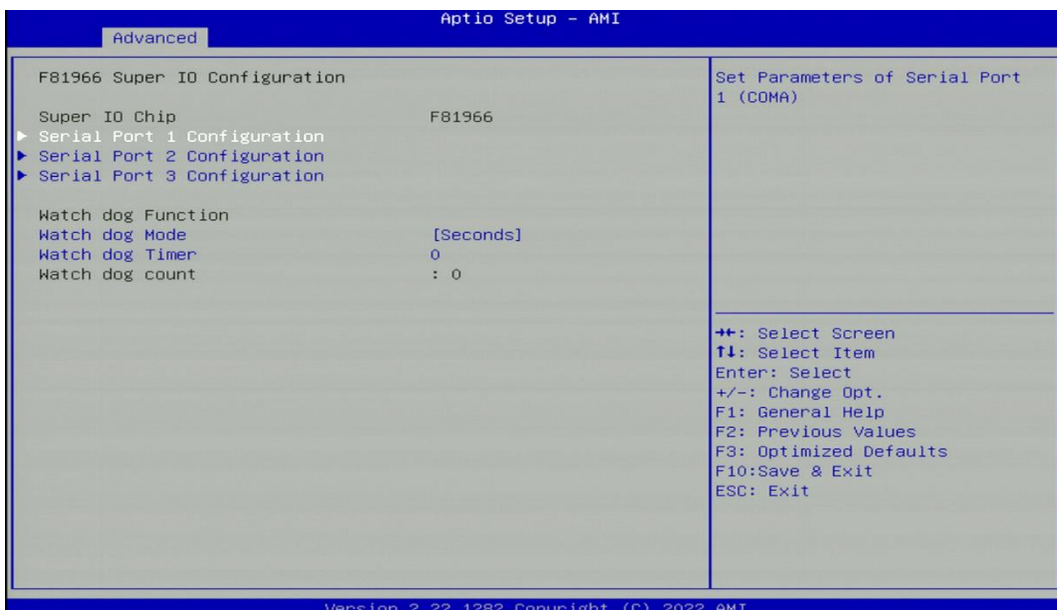 Aptio Setup - AMI
Advanced
F81966 Super IO Configuration
Super IO Chip F81966
Serial Port 1 Configuration
Serial Port 2 Configuration
Serial Port 3 Configuration
Watch dog Function
Watch dog Mode [Seconds]
Watch dog Timer 0
Watch dog count : 0
Set Parameters of Serial Port
1 (COMA)
→←: Select Screen
↑↓: Select Item
Enter: Select
+/-: Change Opt.
F1: General Help
F2: Previous Values
F3: Optimized Defaults
F10:Save & Exit
ESC: Exit
Version 2.22.1282 Copyright (C) 2022 AMI